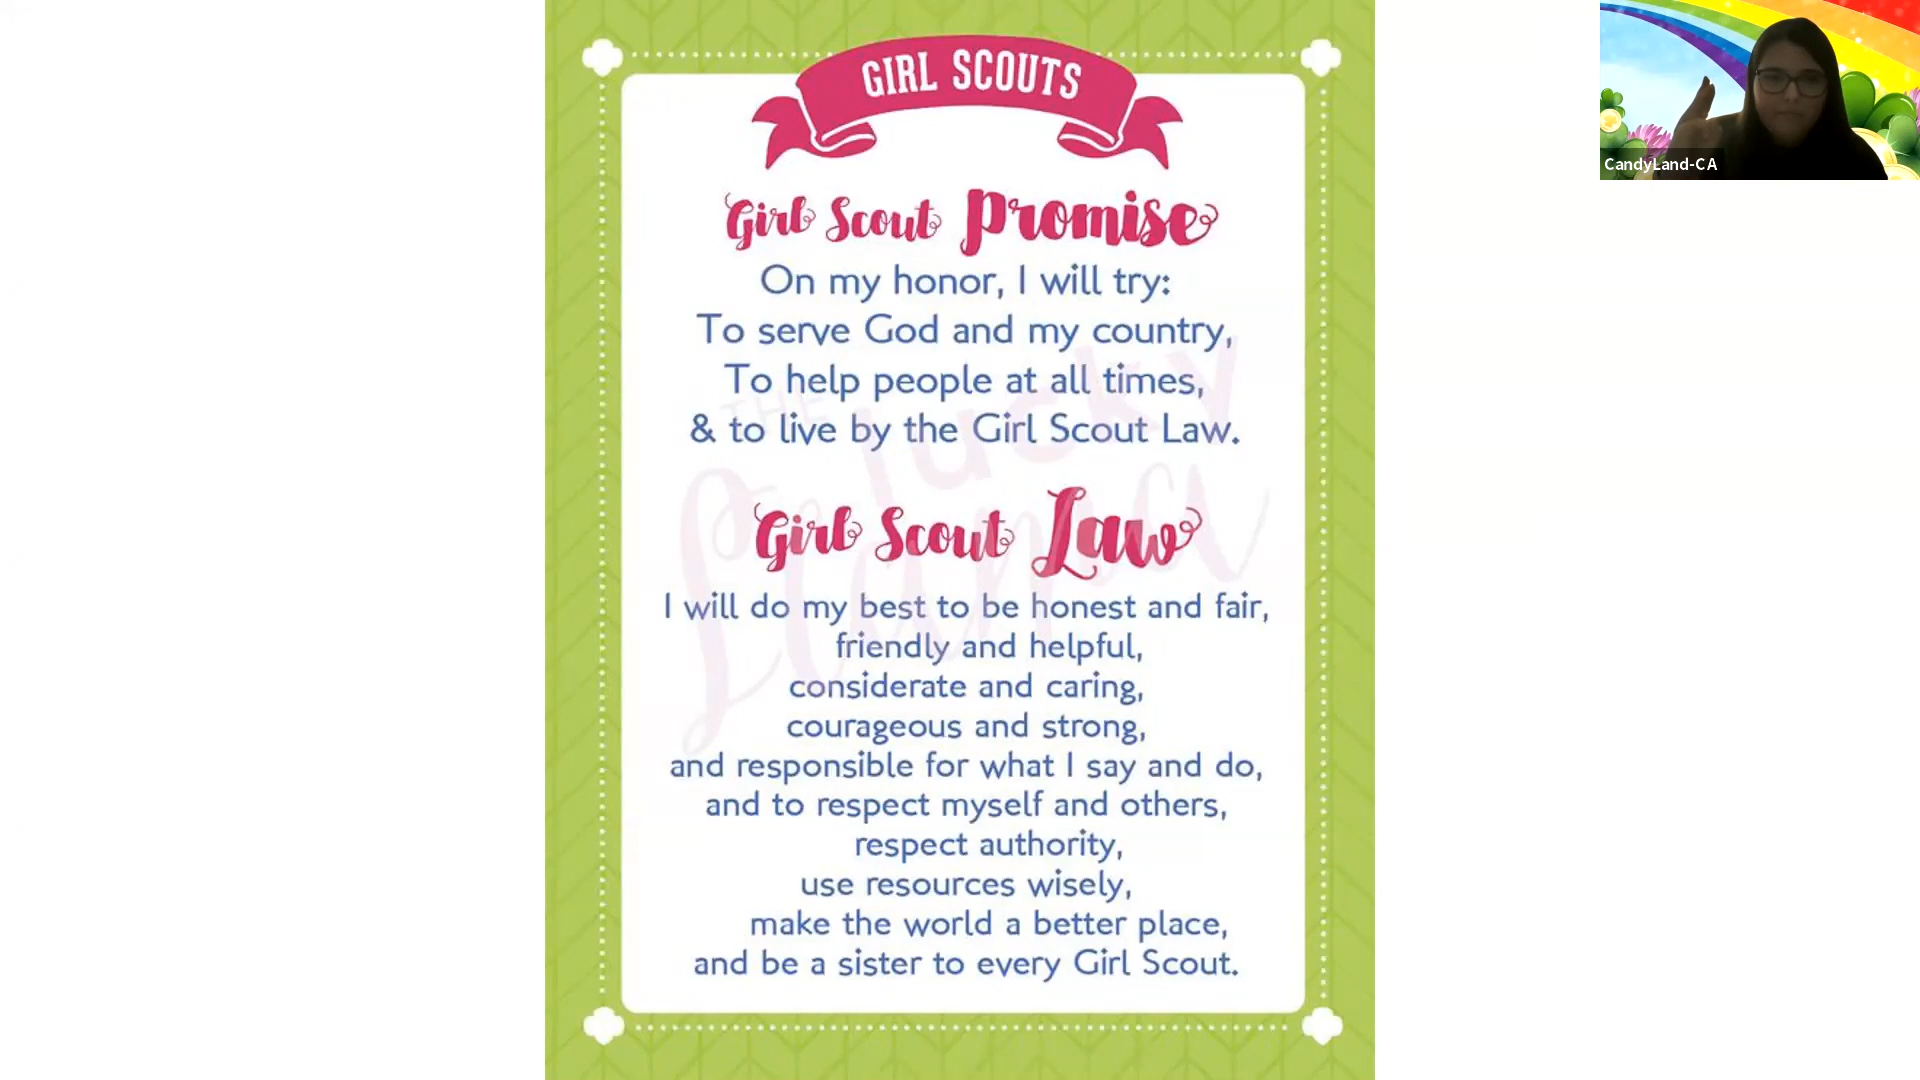 GIRL SCOUTS
Girl Scout Promise
On my honor, I will try:
To serve God and my country,
To help people at all times,
& to live by the Girl Scout Law.
Girl Scout Law
I will do my best to be honest and fair,
friendly and helpful,
considerate and caring,
courageous and strong,
and responsible for what I say and do,
and to respect myself and others,
respect authority,
use resources wisely,
make the world a better place,
and be a sister to every Girl Scout.
THE
lucky
Llama
CandyLand-CA